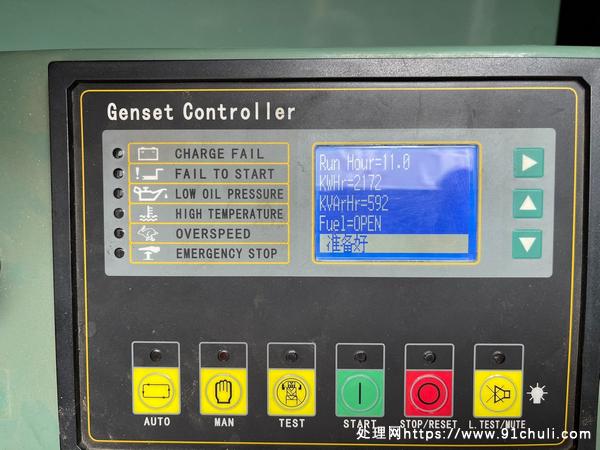 Genset Controller
CHARGE FAIL
FAIL TO START
LOW OIL PRESSURE
HIGH TEMPERATURE
OVERSPEED
EMERGENCY STOP
Run Hour=11.0
KWHr=2172
KVArHr=592
Fuel=OPEN
准备好
AUTO
MAN
TEST
START
STOP/RESET
L.TEST/MUTE
处理网https://www.91chuli.com/